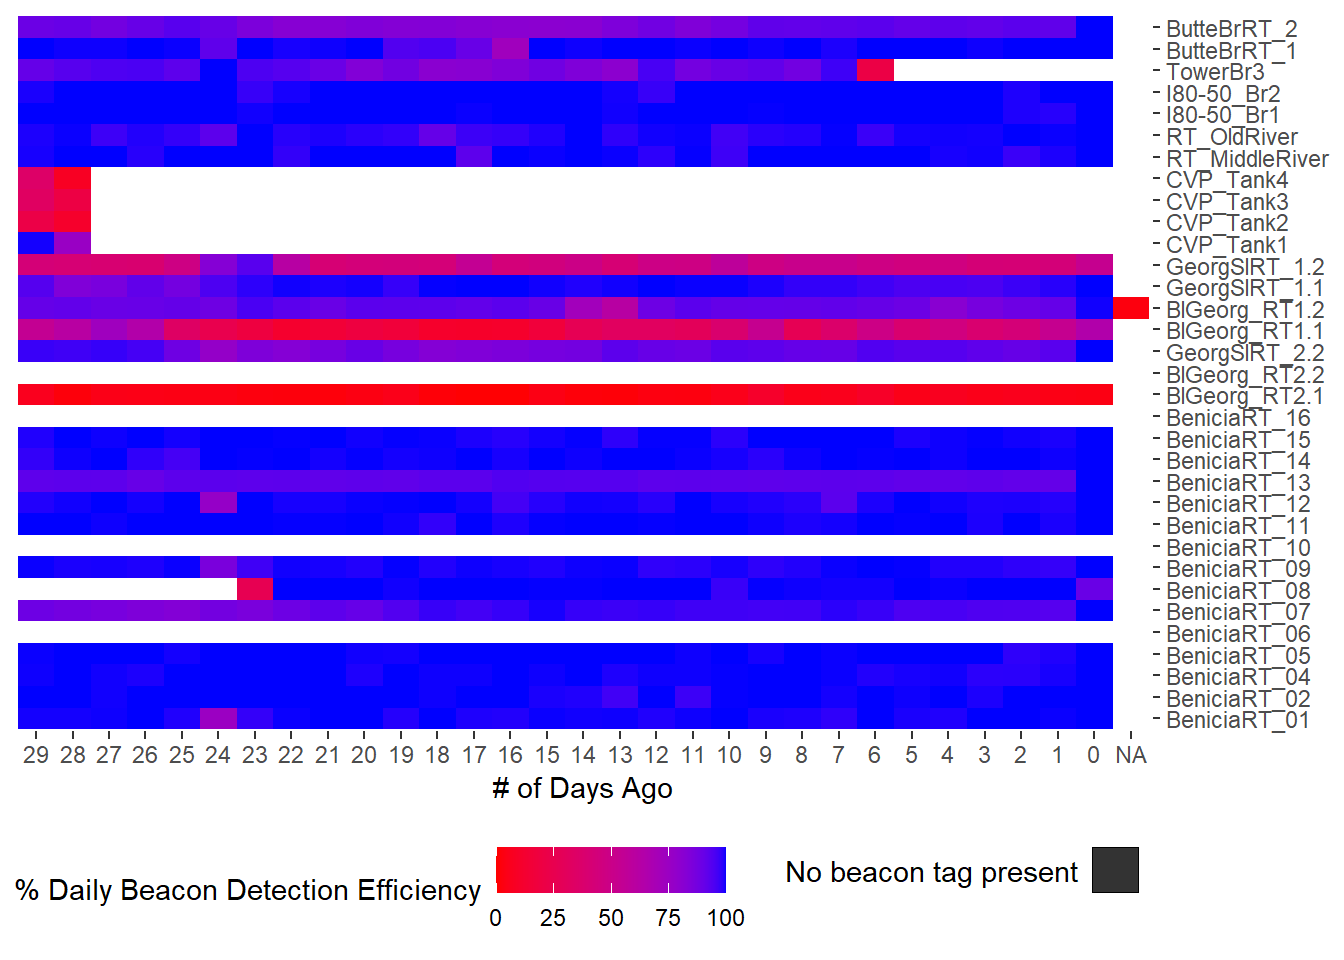 ButteBrRT_2
ButteBrRT_1
TowerBr3
I80-50_Br2
I80-50_Br1
RT_OldRiver
RT_MiddleRiver
CVP_Tank4
CVP_Tank3
CVP_Tank2
CVP_Tank1
GeorgSlRT_1.2
GeorgSlRT_1.1
BlGeorg_RT1.2
BlGeorg_RT1.1
GeorgSlRT_2.2
BlGeorg_RT2.2
BlGeorg_RT2.1
BeniciaRT_16
BeniciaRT_15
BeniciaRT_14
BeniciaRT_13
BeniciaRT_12
BeniciaRT_11
BeniciaRT_10
BeniciaRT_09
BeniciaRT_08
BeniciaRT_07
BeniciaRT_06
BeniciaRT_05
BeniciaRT_04
BeniciaRT_02
BeniciaRT_01
29 28 27 26 25 24 23 22 21 20 19 18 17 16 15 14 13 12 11 10 9 8 7 6 5 4 3 2 1 0 NA
# of Days Ago
% Daily Beacon Detection Efficiency
0 25 50 75 100
No beacon tag present